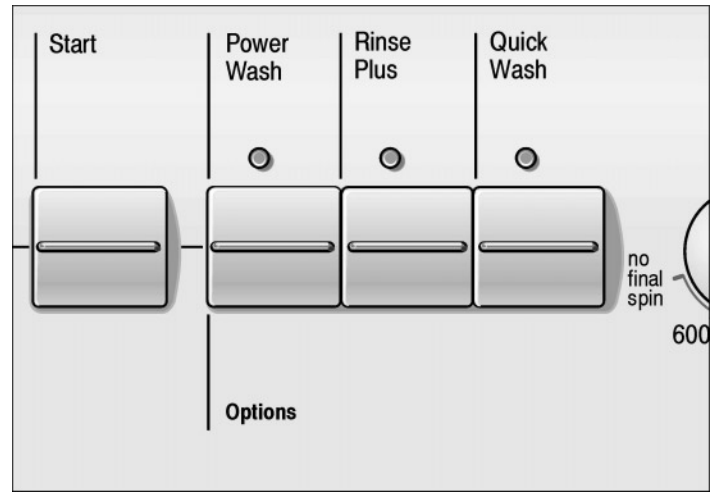 Start
Power
Wash
Rinse
Plus
Quick
Wash
no
final
spin
600
Options